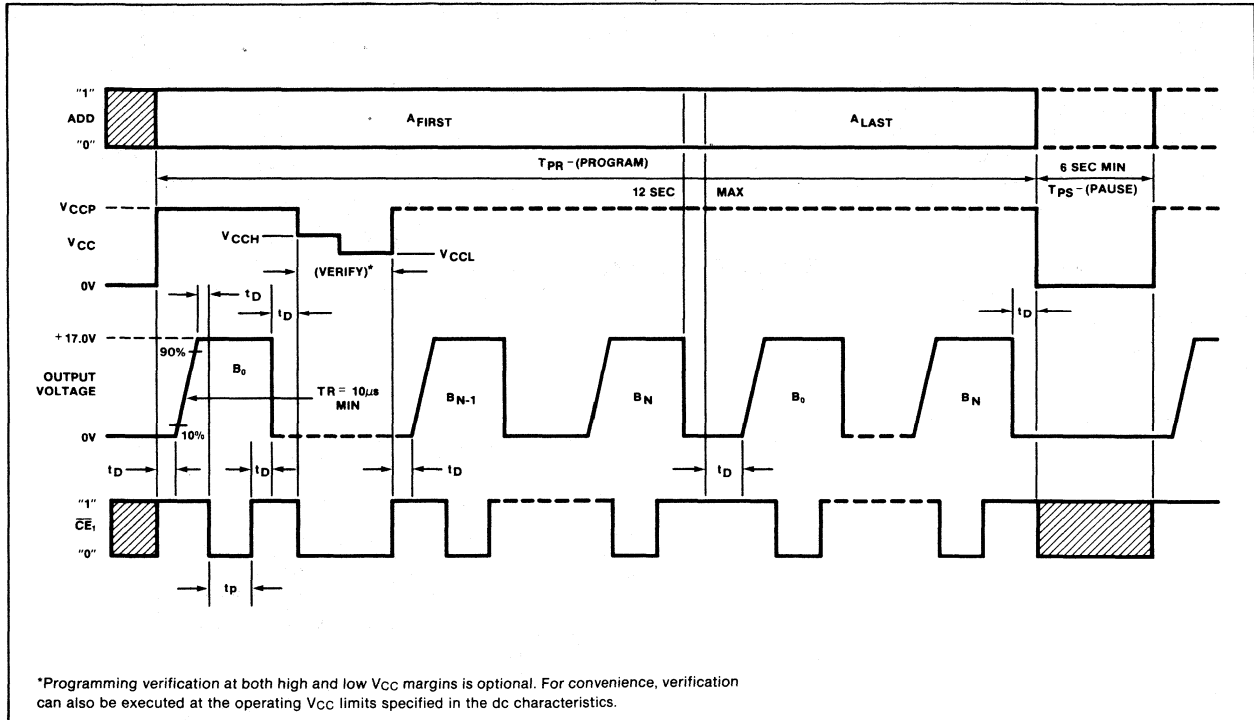 "1"
ADD
"0"
A FIRST
A LAST
TPR – (PROGRAM)
12 SEC MAX
6 SEC MIN
TPS – (PAUSE)
VCCP
VCC
0V
VCCH
VCCL
(VERIFY)*
tD
tD
tD
+17.0V
90%
OUTPUT
VOLTAGE
B0
TR = 10μs
MIN
BN-1
BN
B0
BN
0V
10%
tD
tD
tD
tD
"1"
CE1
"0"
tp
*Programming verification at both high and low VCC margins is optional. For convenience, verification
can also be executed at the operating VCC limits specified in the dc characteristics.